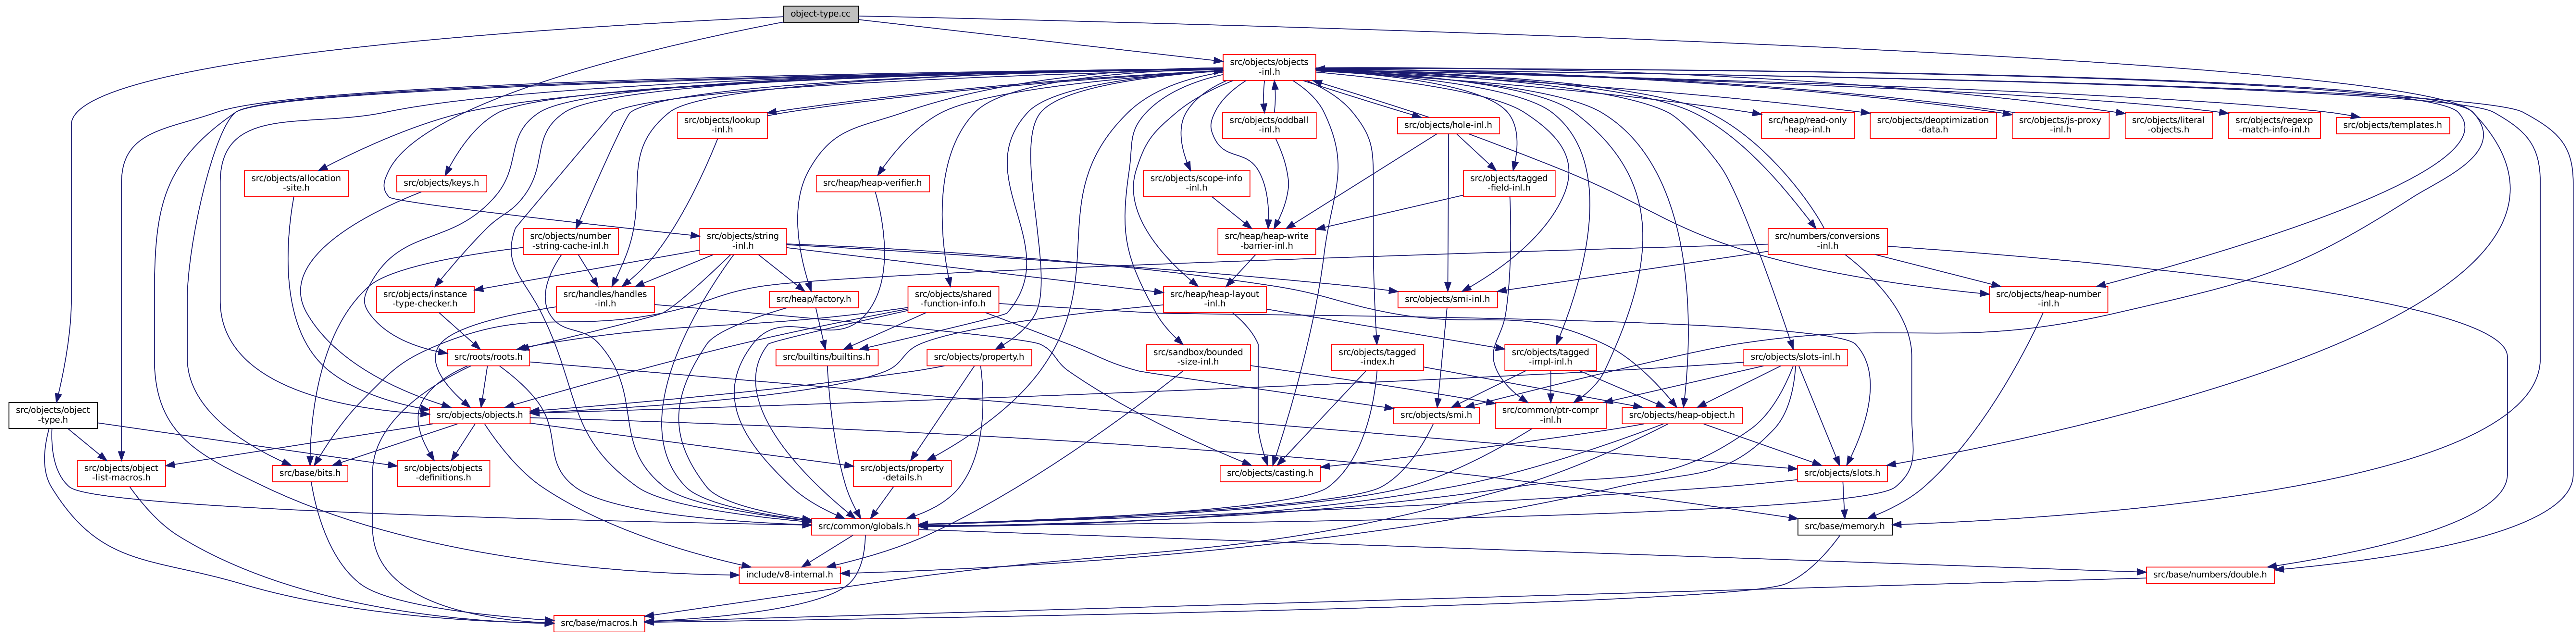 object-type.cc
src/objects/objects
-inl.h
src/objects/lookup
-inl.h
src/objects/oddball
-inl.h
src/objects/hole-inl.h
src/heap/read-only
-heap-inl.h
src/objects/deoptimization
-data.h
src/objects/js-proxy
-inl.h
src/objects/literal
-objects.h
src/objects/regexp
-match-info-inl.h
src/objects/templates.h
src/objects/allocation
-site.h
src/objects/keys.h
src/heap/heap-verifier.h
src/objects/scope-info
-inl.h
src/objects/tagged
-field-inl.h
src/objects/number
-string-cache-inl.h
src/objects/string
-inl.h
src/heap/heap-write
-barrier-inl.h
src/numbers/conversions
-inl.h
src/objects/instance
-type-checker.h
src/handles/handles
-inl.h
src/heap/factory.h
src/objects/shared
-function-info.h
src/heap/heap-layout
-inl.h
src/objects/smi-inl.h
src/objects/heap-number
-inl.h
src/roots/roots.h
src/builtins/builtins.h
src/objects/property.h
src/sandbox/bounded
-size-inl.h
src/objects/tagged
-index.h
src/objects/tagged
-impl-inl.h
src/objects/slots-inl.h
src/objects/object
-type.h
src/objects/objects.h
src/objects/smi.h
src/common/ptr-compr
-inl.h
src/objects/heap-object.h
src/objects/object
-list-macros.h
src/base/bits.h
src/objects/objects
-definitions.h
src/objects/property
-details.h
src/objects/casting.h
src/objects/slots.h
src/common/globals.h
src/base/memory.h
include/v8-internal.h
src/base/numbers/double.h
src/base/macros.h